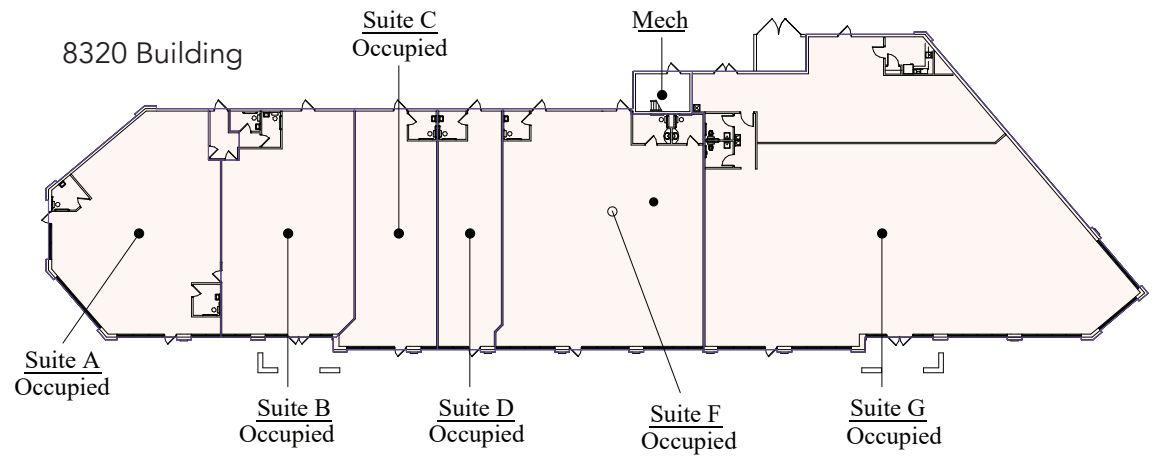 8320 Building
Suite C
Occupied
Mech
Suite A
Occupied
Suite B
Occupied
Suite D
Occupied
Suite F
Occupied
Suite G
Occupied